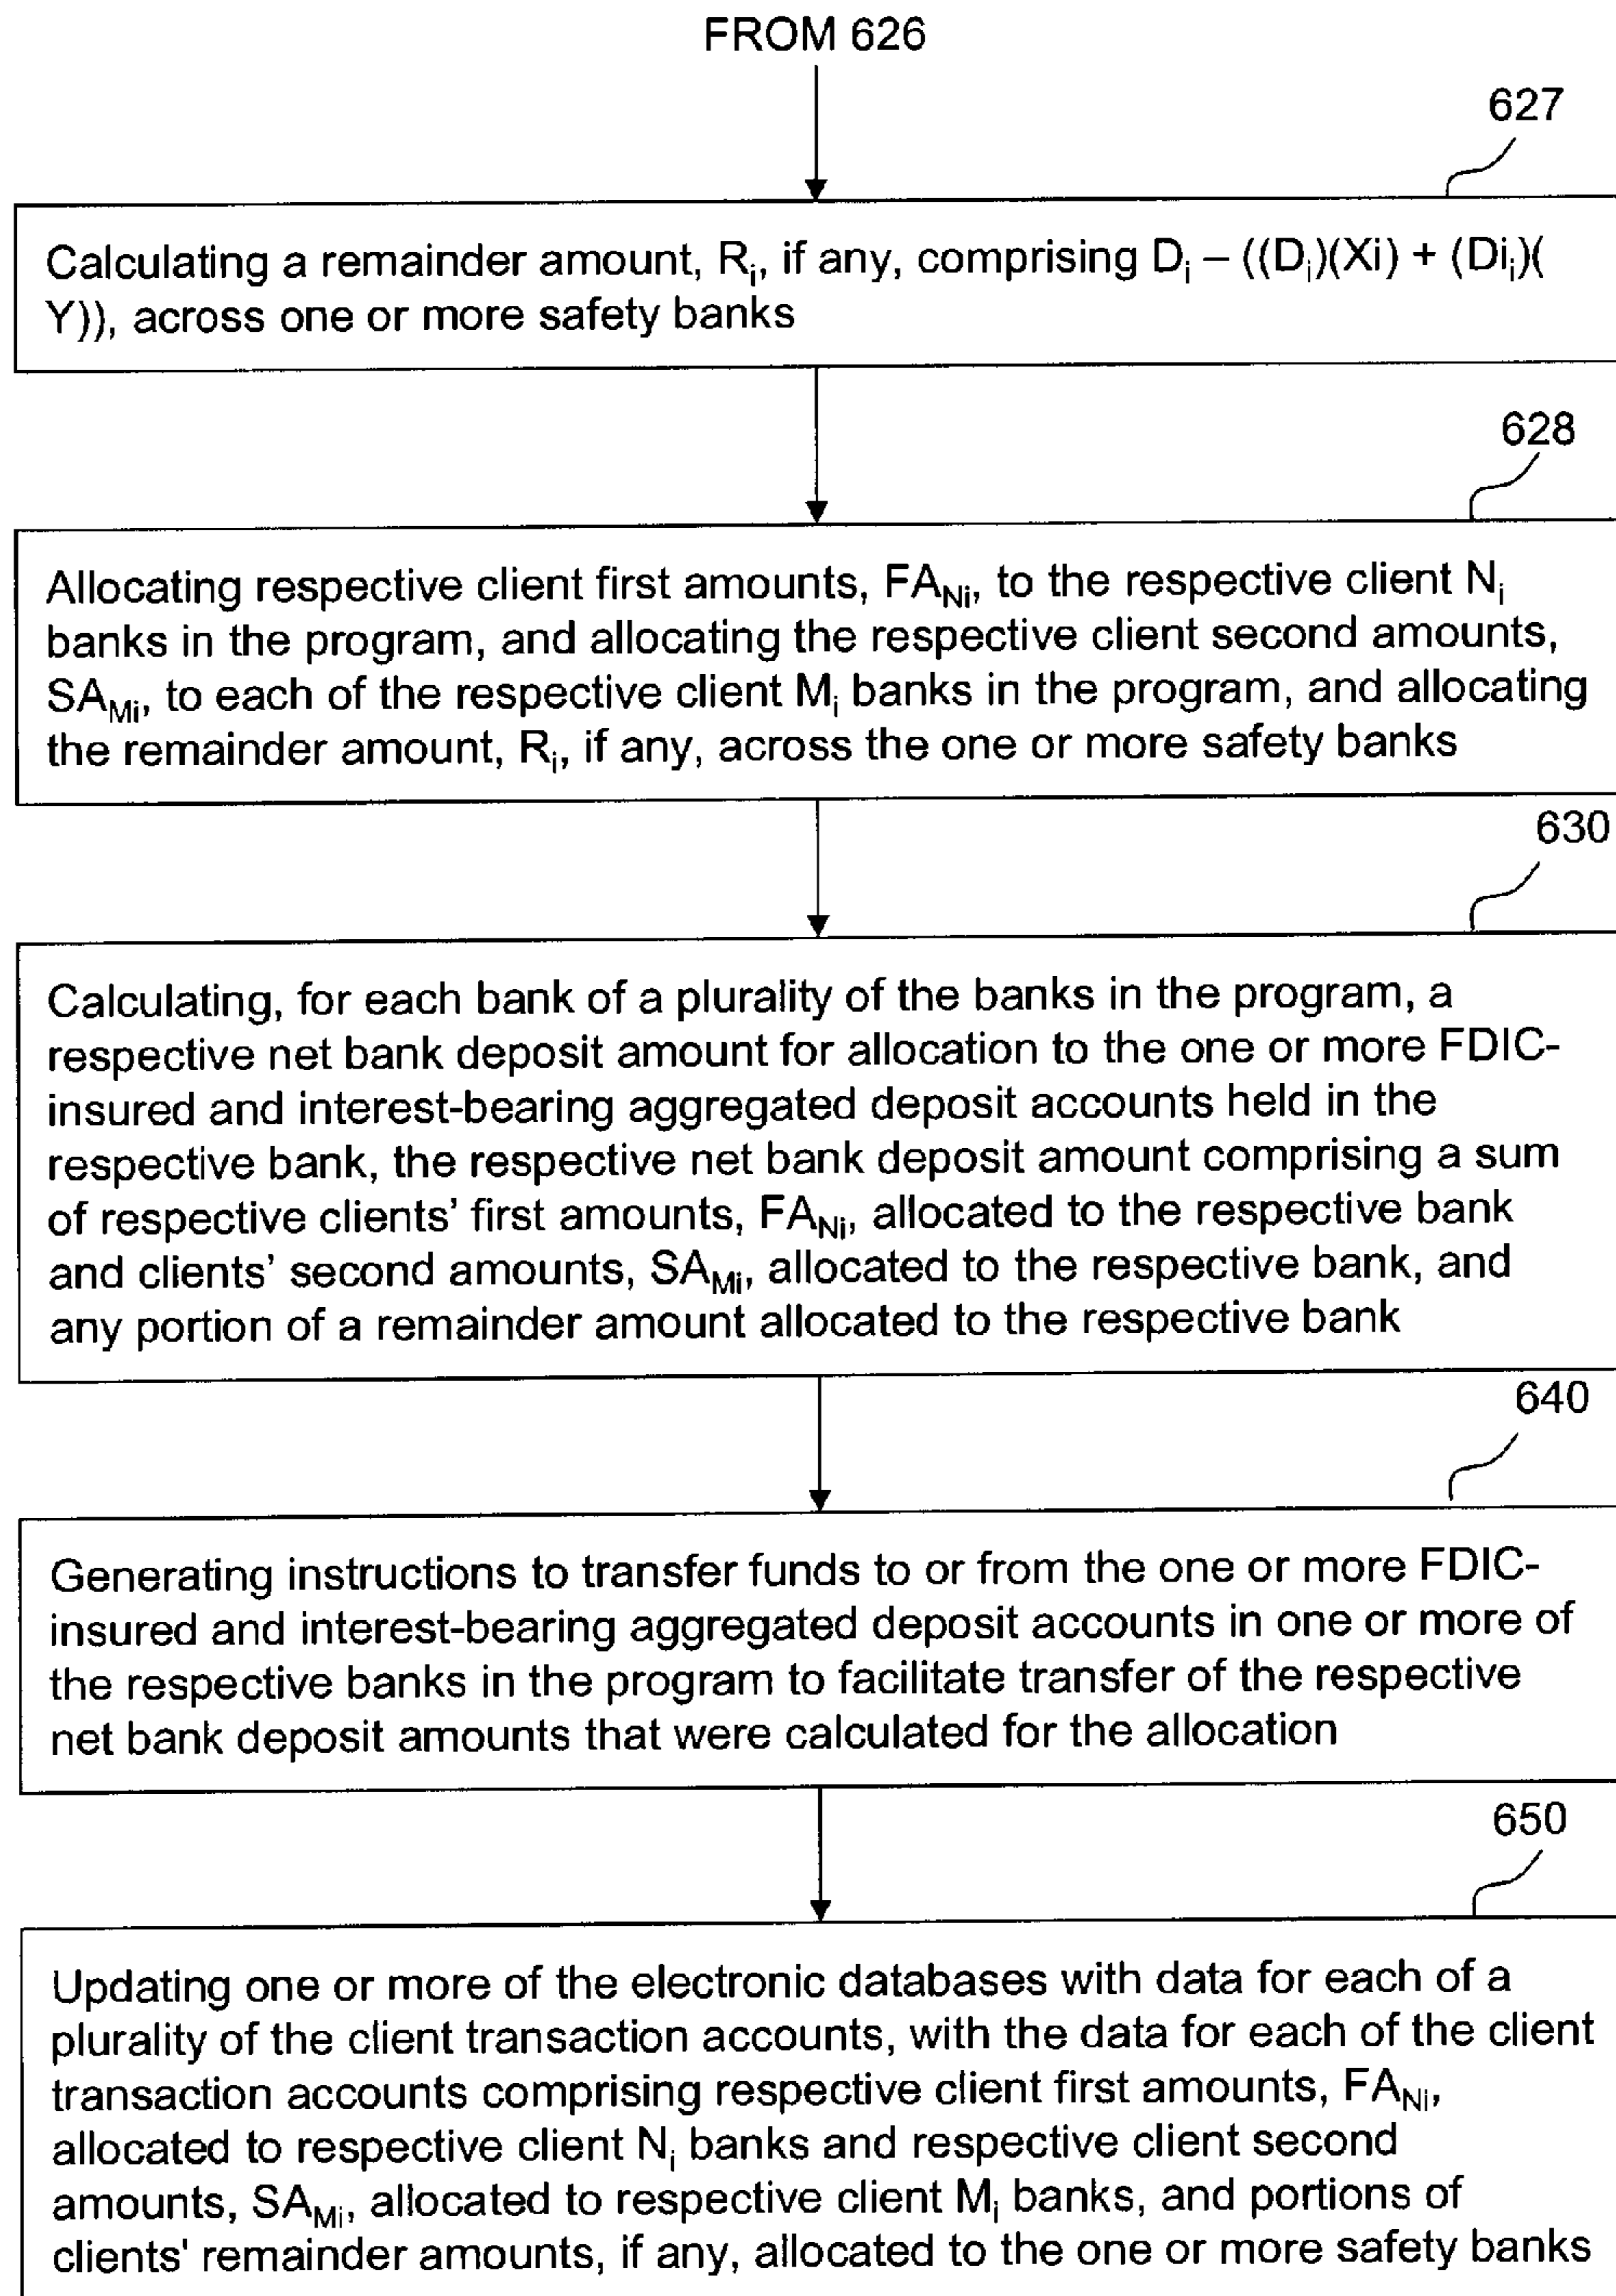 FROM 626
627
Calculating a remainder amount, Rᵢ, if any, comprising Dᵢ – ((Dᵢ)(Xi) + (Diᵢ)(
Y)), across one or more safety banks
628
Allocating respective client first amounts, FA_Ni, to the respective client Nᵢ
banks in the program, and allocating the respective client second amounts,
SA_Mi, to each of the respective client Mᵢ banks in the program, and allocating
the remainder amount, Rᵢ, if any, across the one or more safety banks
630
Calculating, for each bank of a plurality of the banks in the program, a
respective net bank deposit amount for allocation to the one or more FDIC-
insured and interest-bearing aggregated deposit accounts held in the
respective bank, the respective net bank deposit amount comprising a sum
of respective clients' first amounts, FA_Ni, allocated to the respective bank
and clients' second amounts, SA_Mi, allocated to the respective bank, and
any portion of a remainder amount allocated to the respective bank
640
Generating instructions to transfer funds to or from the one or more FDIC-
insured and interest-bearing aggregated deposit accounts in one or more of
the respective banks in the program to facilitate transfer of the respective
net bank deposit amounts that were calculated for the allocation
650
Updating one or more of the electronic databases with data for each of a
plurality of the client transaction accounts, with the data for each of the client
transaction accounts comprising respective client first amounts, FA_Ni,
allocated to respective client Nᵢ banks and respective client second
amounts, SA_Mi, allocated to respective client Mᵢ banks, and portions of
clients' remainder amounts, if any, allocated to the one or more safety banks